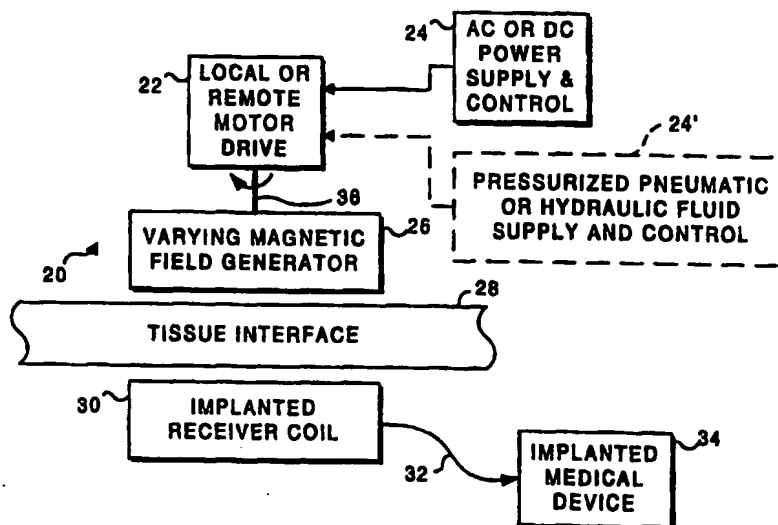 24
AC OR DC
POWER
SUPPLY &
CONTROL
22
LOCAL OR
REMOTE
MOTOR
DRIVE
24'
PRESSURIZED PNEUMATIC
OR HYDRAULIC FLUID
SUPPLY AND CONTROL
36
VARYING MAGNETIC
FIELD GENERATOR
26
20
28
TISSUE INTERFACE
30
IMPLANTED
RECEIVER COIL
32
34
IMPLANTED
MEDICAL
DEVICE